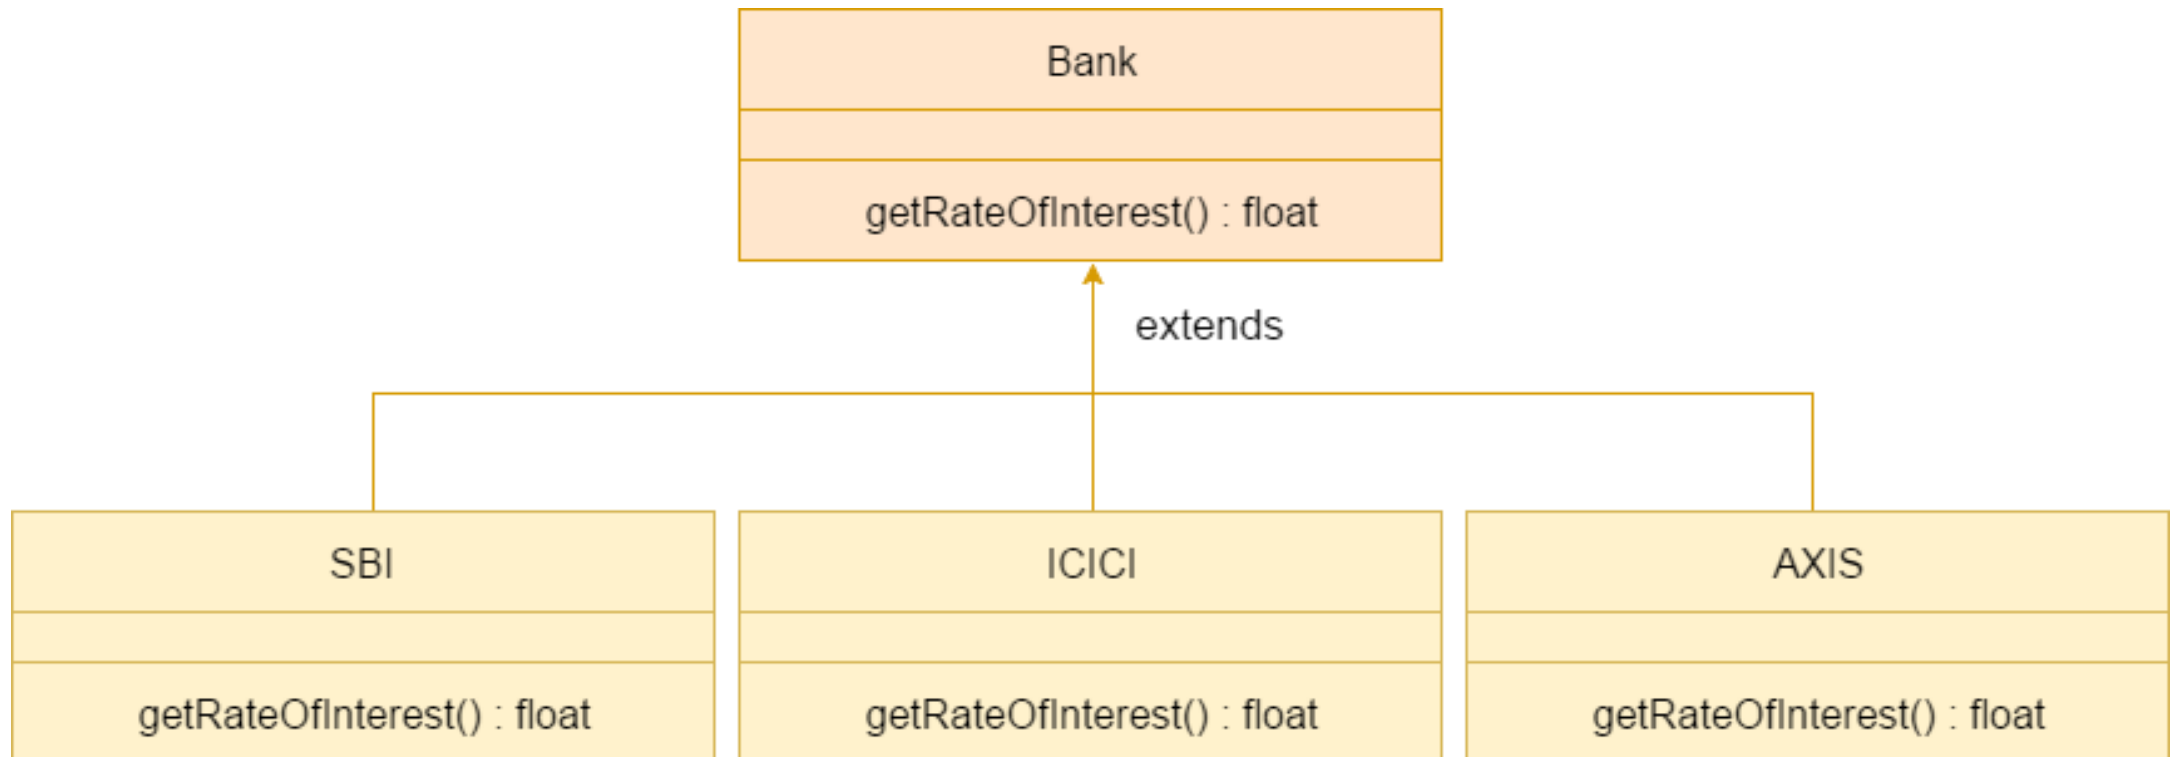 Bank
getRateOfInterest() : float
extends
SBI
ICICI
AXIS
getRateOfInterest() : float
getRateOfInterest() : float
getRateOfInterest() : float